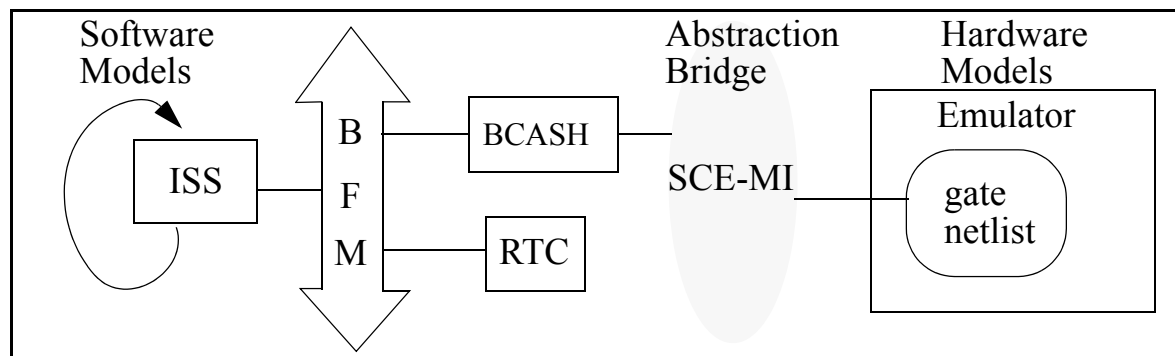 Software
Models
Abstraction
Bridge
Hardware
Models
Emulator
B
F
M
BCASH
ISS
SCE-MI
RTC
gate
netlist